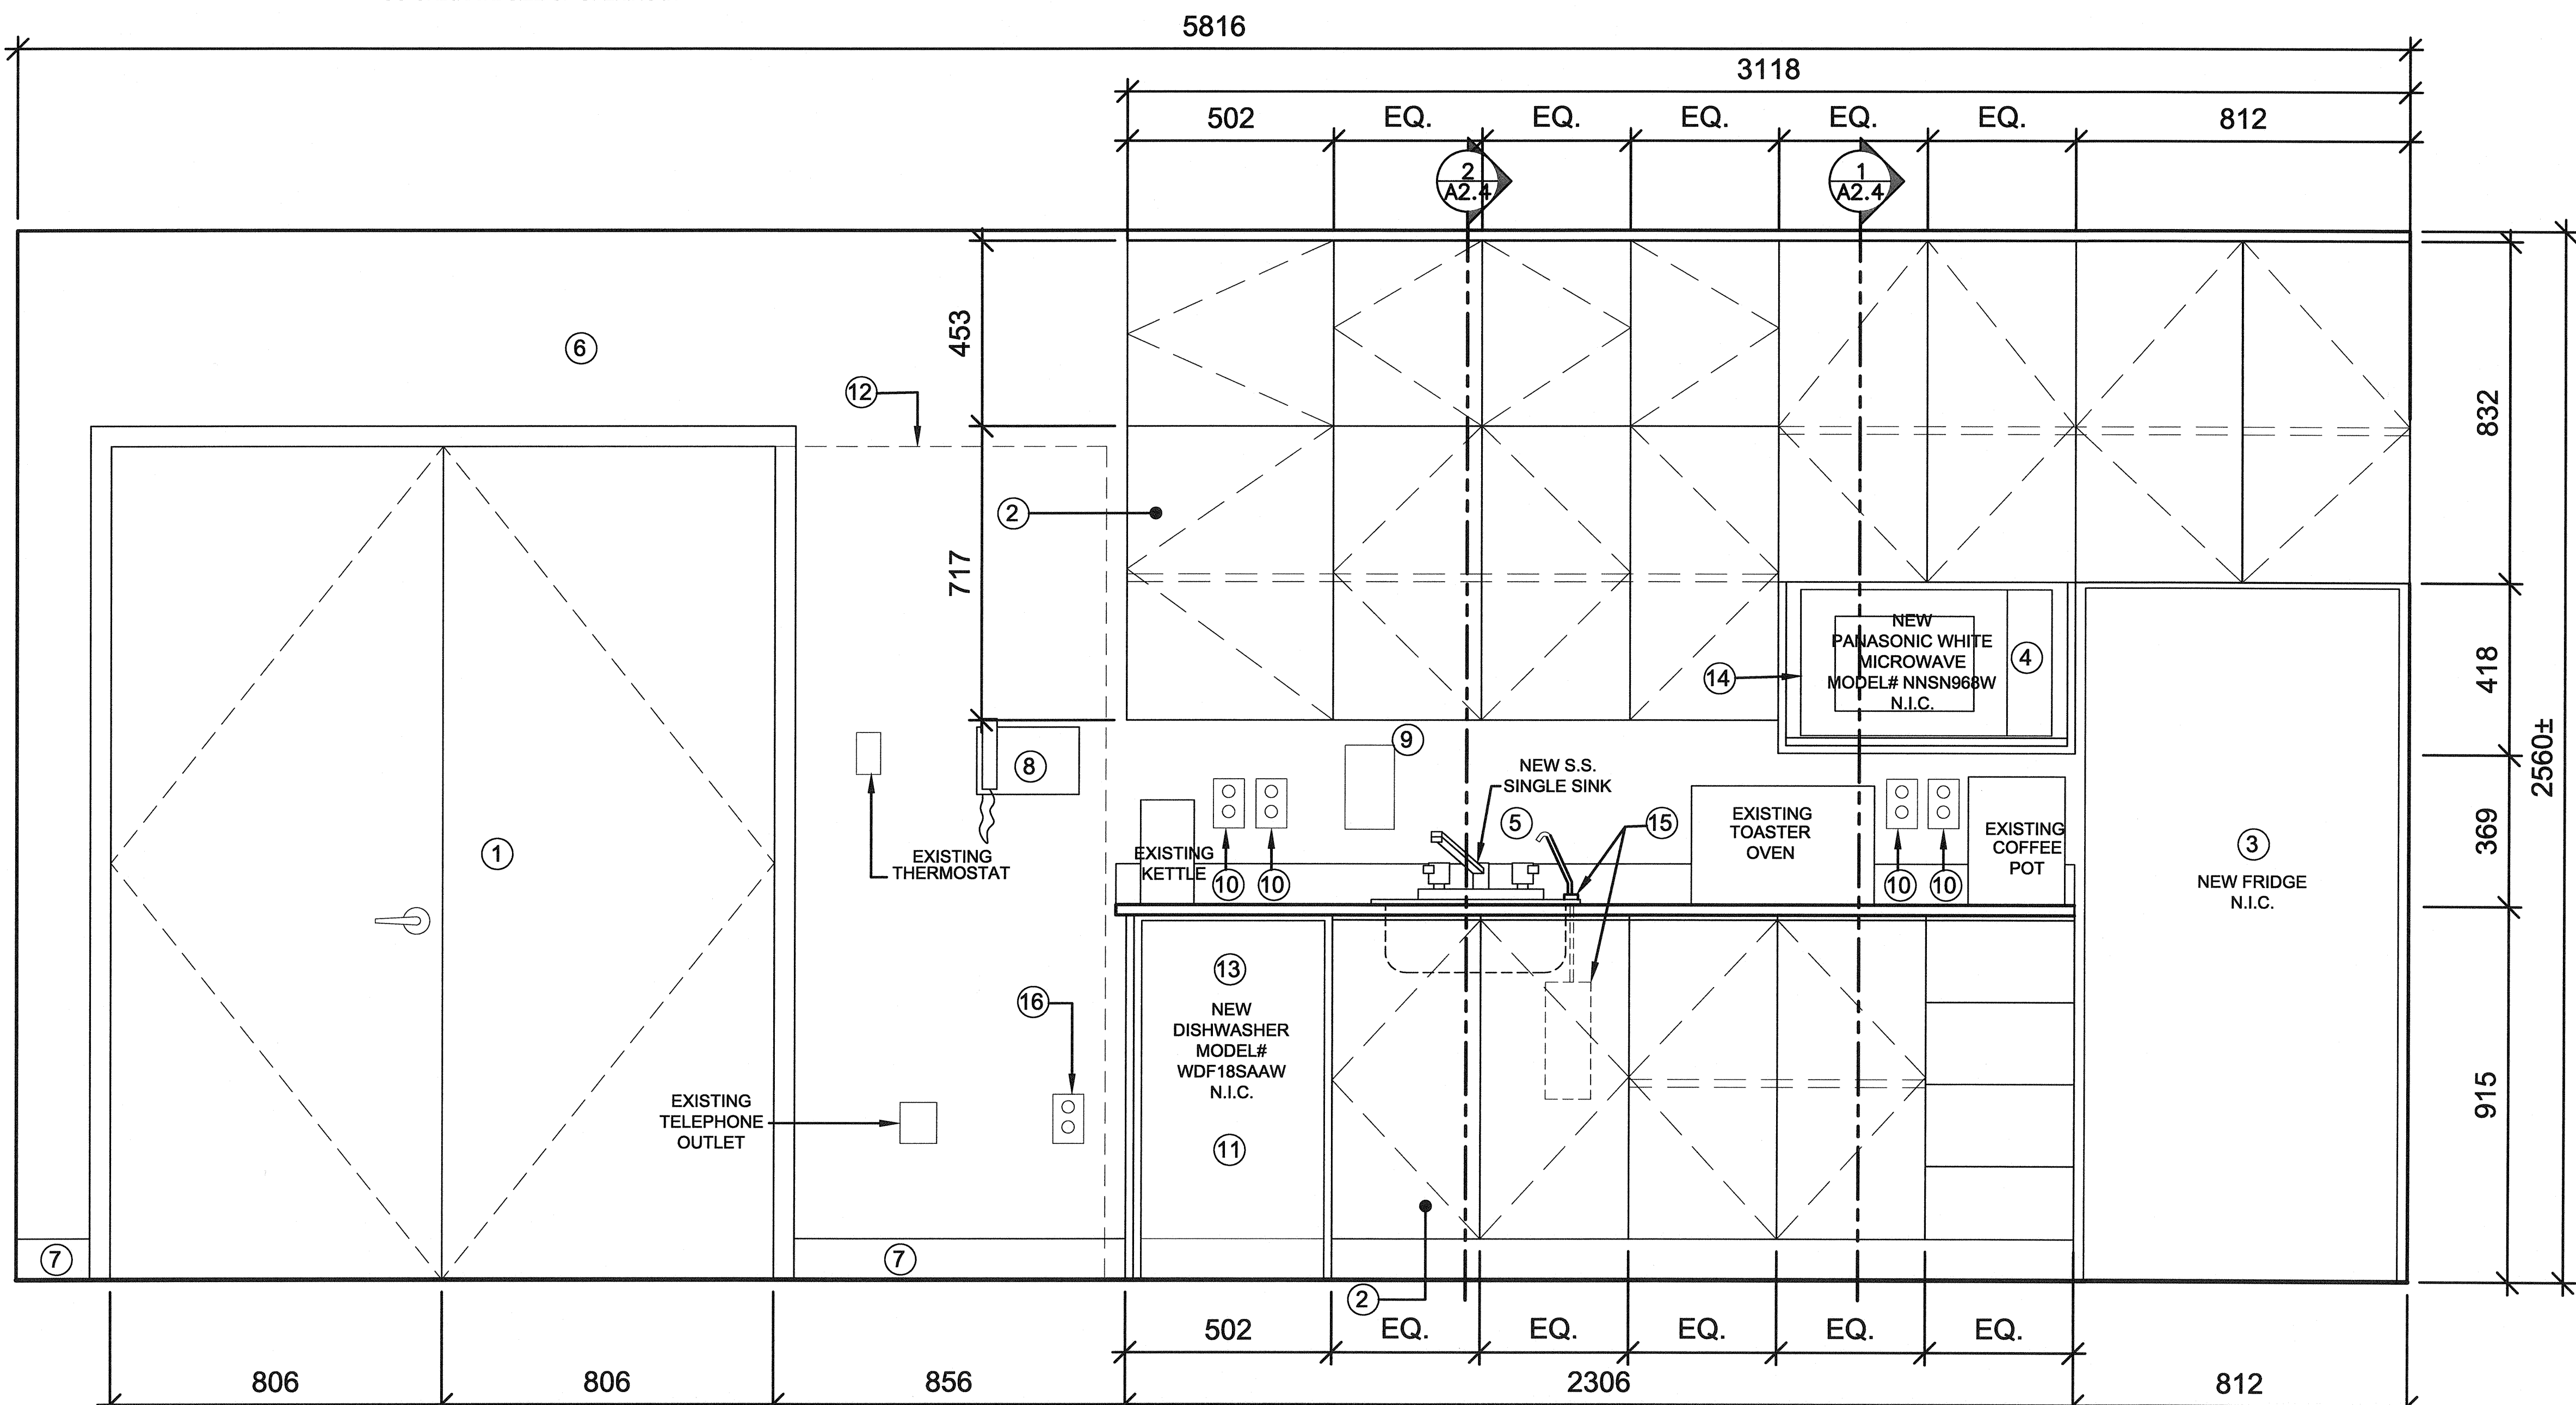 5816
3118
502
EQ.
EQ.
EQ.
EQ.
EQ.
812
2
A2.4
1
A2.4
453
6
12
832
2
717
NEW
PANASONIC WHITE
MICROWAVE
MODEL# NNSN968W
N.I.C.
4
14
418
2560±
8
9
NEW S.S.
SINGLE SINK
5
15
EXISTING
TOASTER
OVEN
EXISTING
COFFEE
POT
369
1
EXISTING
THERMOSTAT
EXISTING
KETTLE
10
10
10
10
3
NEW FRIDGE
N.I.C.
13
NEW
DISHWASHER
MODEL#
WDF18SAAW
N.I.C.
11
16
EXISTING
TELEPHONE
OUTLET
915
7
7
2
502
EQ.
EQ.
EQ.
EQ.
EQ.
806
806
856
2306
812